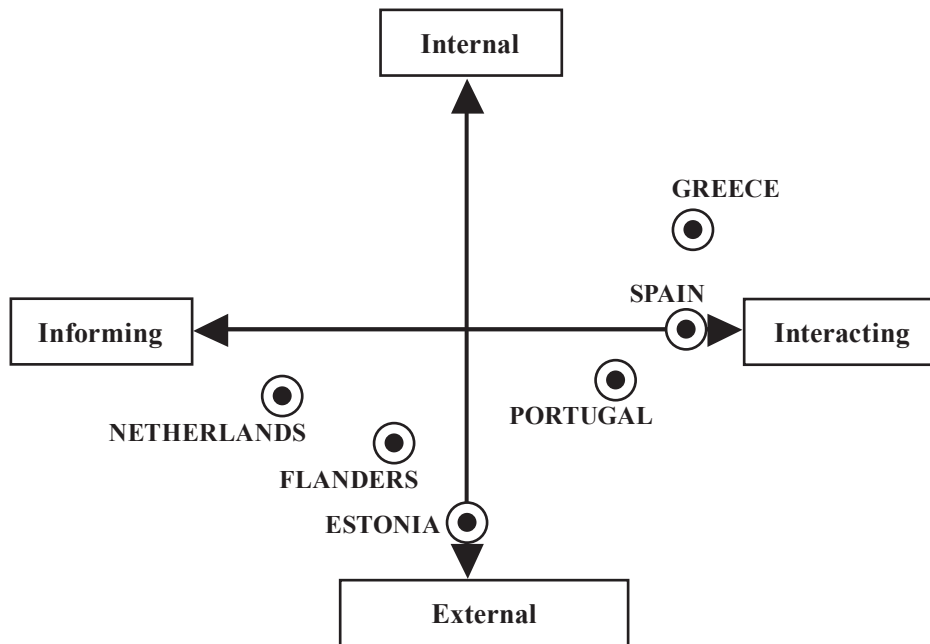 Internal
GREECE
SPAIN
Informing
Interacting
PORTUGAL
NETHERLANDS
FLANDERS
ESTONIA
External